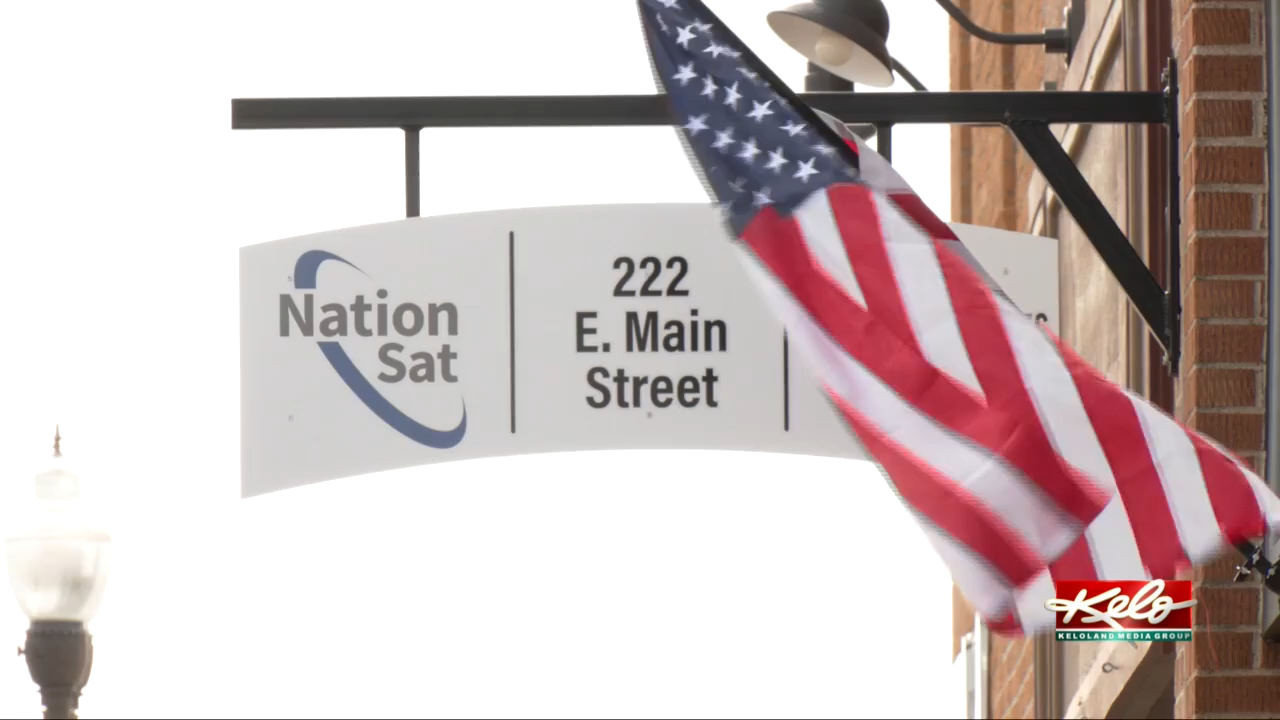 Nation
Sat
222
E. Main
Street
Kelo
KELOLAND MEDIA GROUP